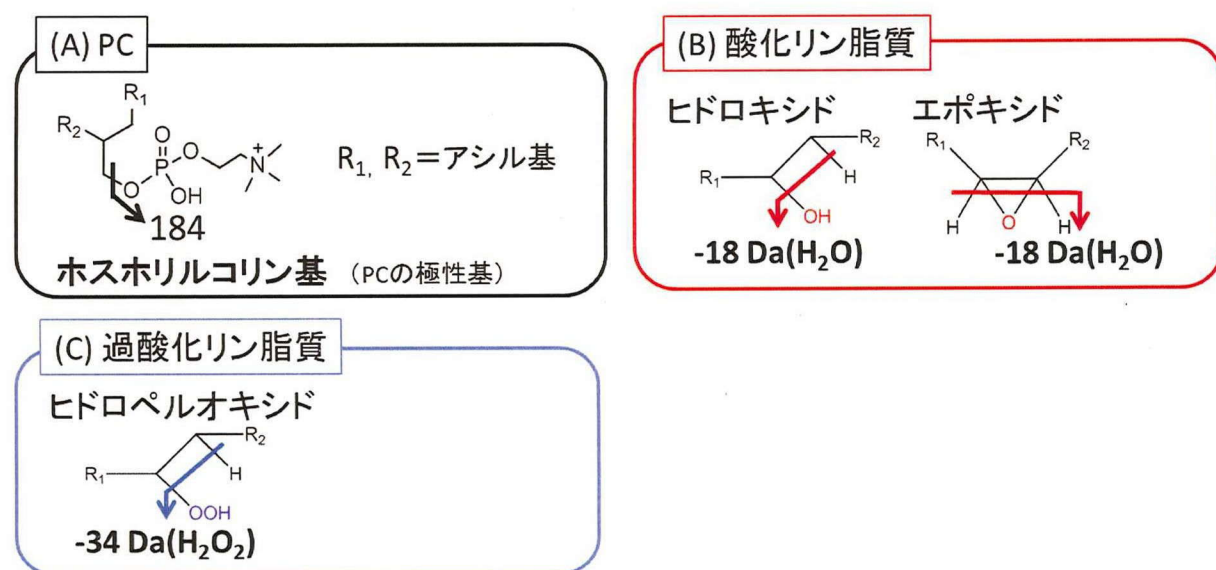 (A) PC
R₁
R₂
O
P
O
O
OH
N⁺
R₁, R₂=アシル基
184
ホスホリルコリン基 (PCの極性基)
(B) 酸化リン脂質
ヒドロキシド
エポキシド
R₂
H
R₁
OH
-18 Da(H₂O)
R₁
R₂
H
O
H
-18 Da(H₂O)
(C) 過酸化リン脂質
ヒドロペルオキシド
R₂
H
R₁
OOH
-34 Da(H₂O₂)